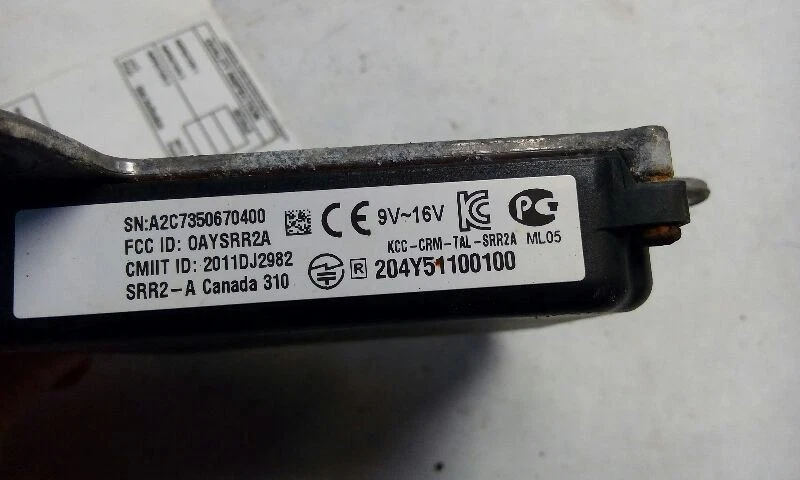 SN:A2C7350670400
FCC ID: OAYSRR2A
CMIIT ID: 2011DJ2982
SRR2-A Canada 310
CE 9V~16V
KCC-CRM-TAL-SRR2A ML05
R 204Y51100100